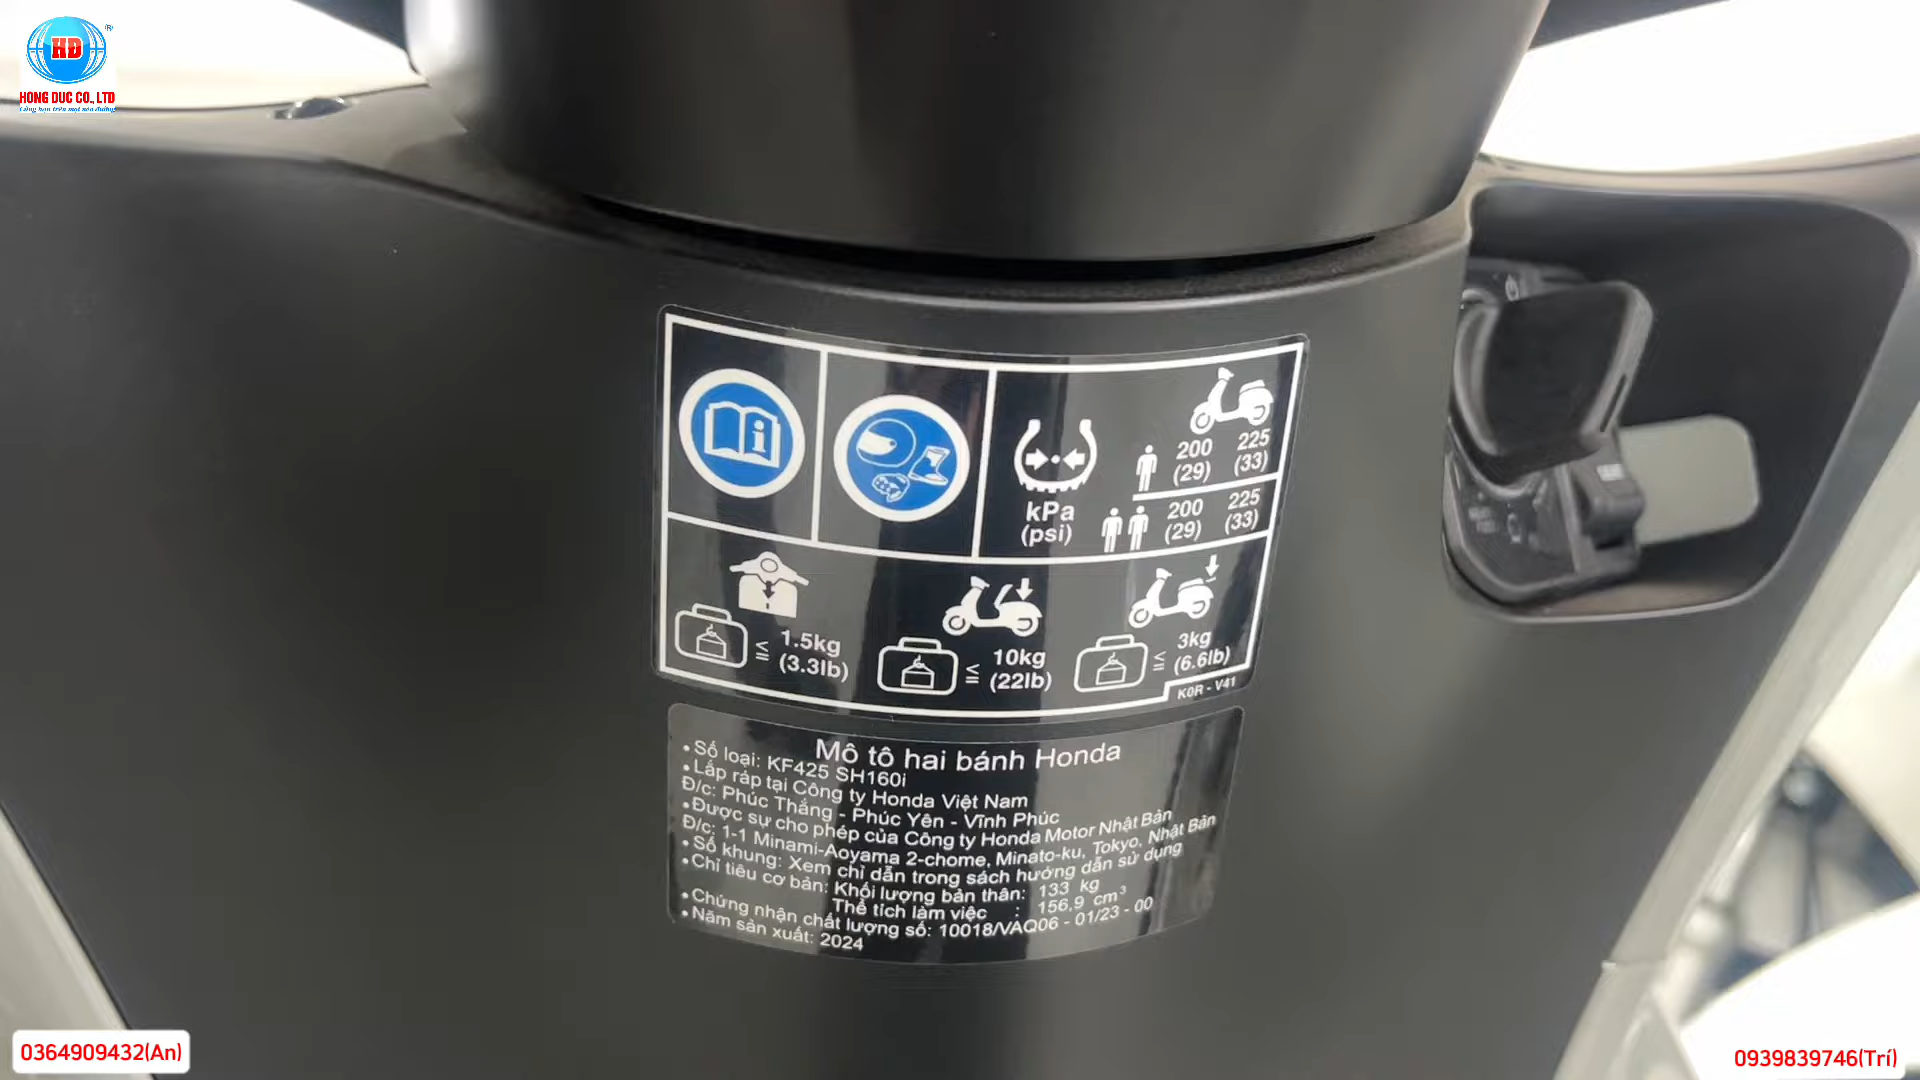 HD
®
HONG DUC CO., LTD
Cùng bạn trên mọi nẻo đường
i
200 225
(29) (33)
kPa
(psi)
200 225
(29) (33)
≤ 1.5kg
(3.3lb)
≤ 10kg
(22lb)
≤ 3kg
(6.6lb)
K0R - V41
Mô tô hai bánh Honda
• Số loại: KF425 SH160i
• Lắp ráp tại Công ty Honda Việt Nam
Đ/c: Phúc Thắng - Phúc Yên - Vĩnh Phúc
• Được sự cho phép của Công ty Honda Motor Nhật Bản
Đ/c: 1-1 Minami-Aoyama 2-chome, Minato-ku, Tokyo, Nhật Bản
• Số khung: Xem chỉ dẫn trong sách hướng dẫn sử dụng
• Chỉ tiêu cơ bản: Khối lượng bản thân: 133 kg
Thể tích làm việc : 156,9 cm³
• Chứng nhận chất lượng số: 10018/VAQ06 - 01/23 - 00
• Năm sản xuất: 2024
0364909432(An)
0939839746(Trí)